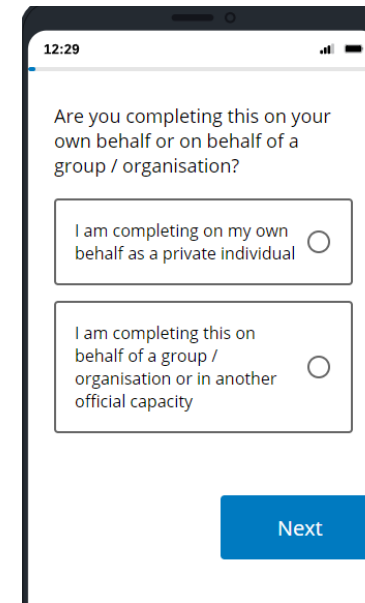 12:29
Are you completing this on your
own behalf or on behalf of a
group / organisation?
I am completing on my own
behalf as a private individual
I am completing this on
behalf of a group /
organisation or in another
official capacity
Next